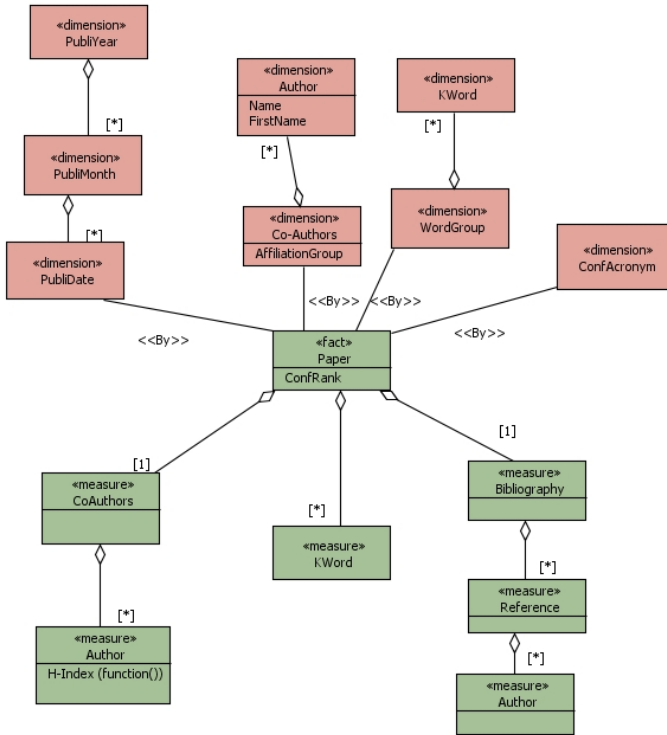 «dimension»
PubliYear
[*]
«dimension»
PubliMonth
[*]
«dimension»
PubliDate
«dimension»
Author
Name
FirstName
[*]
«dimension»
Co-Authors
AffiliationGroup
«dimension»
KWord
[*]
«dimension»
WordGroup
«dimension»
ConfAcronym
<<By>>
<<By>>
<<By>>
<<By>>
«fact»
Paper
ConfRank
[1]
«measure»
CoAuthors
[*]
«measure»
Author
H-Index (function())
[*]
«measure»
KWord
[1]
«measure»
Bibliography
[*]
«measure»
Reference
[*]
«measure»
Author